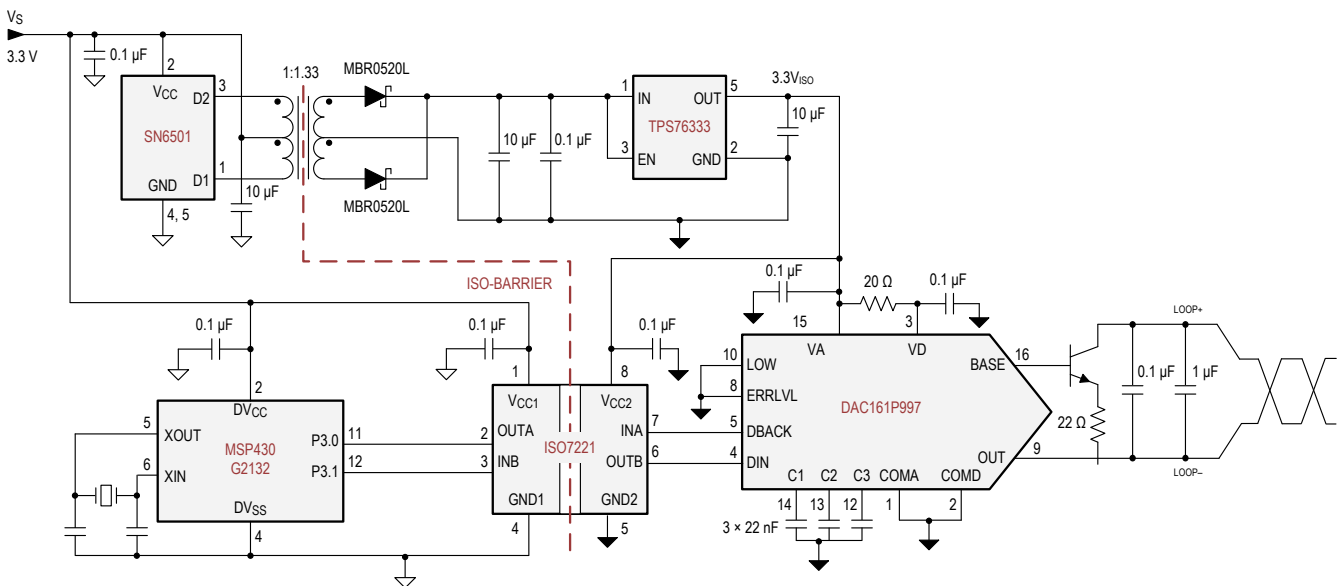 VS
3.3 V
0.1 µF
2
VCC
D2
3
SN6501
1
D1
GND
4, 5
10 µF
1:1.33
MBR0520L
MBR0520L
10 µF
0.1 µF
1
IN
OUT
5
TPS76333
3
EN
GND
2
3.3VISO
10 µF
ISO-BARRIER
0.1 µF
0.1 µF
0.1 µF
0.1 µF
20 Ω
0.1 µF
2
DVCC
5
XOUT
6
XIN
MSP430
G2132
P3.0
11
P3.1
12
DVSS
4
1
8
VCC1
VCC2
2
OUTA
INA
7
ISO7221
3
INB
OUTB
6
GND1
GND2
4
5
15
3
VA
VD
10
LOW
8
ERRLVL
5
DBACK
4
DIN
DAC161P997
BASE
16
OUT
9
C1
C2
C3
COMA
COMD
14
13
12
1
2
3 × 22 nF
22 Ω
0.1 µF
1 µF
LOOP+
LOOP–